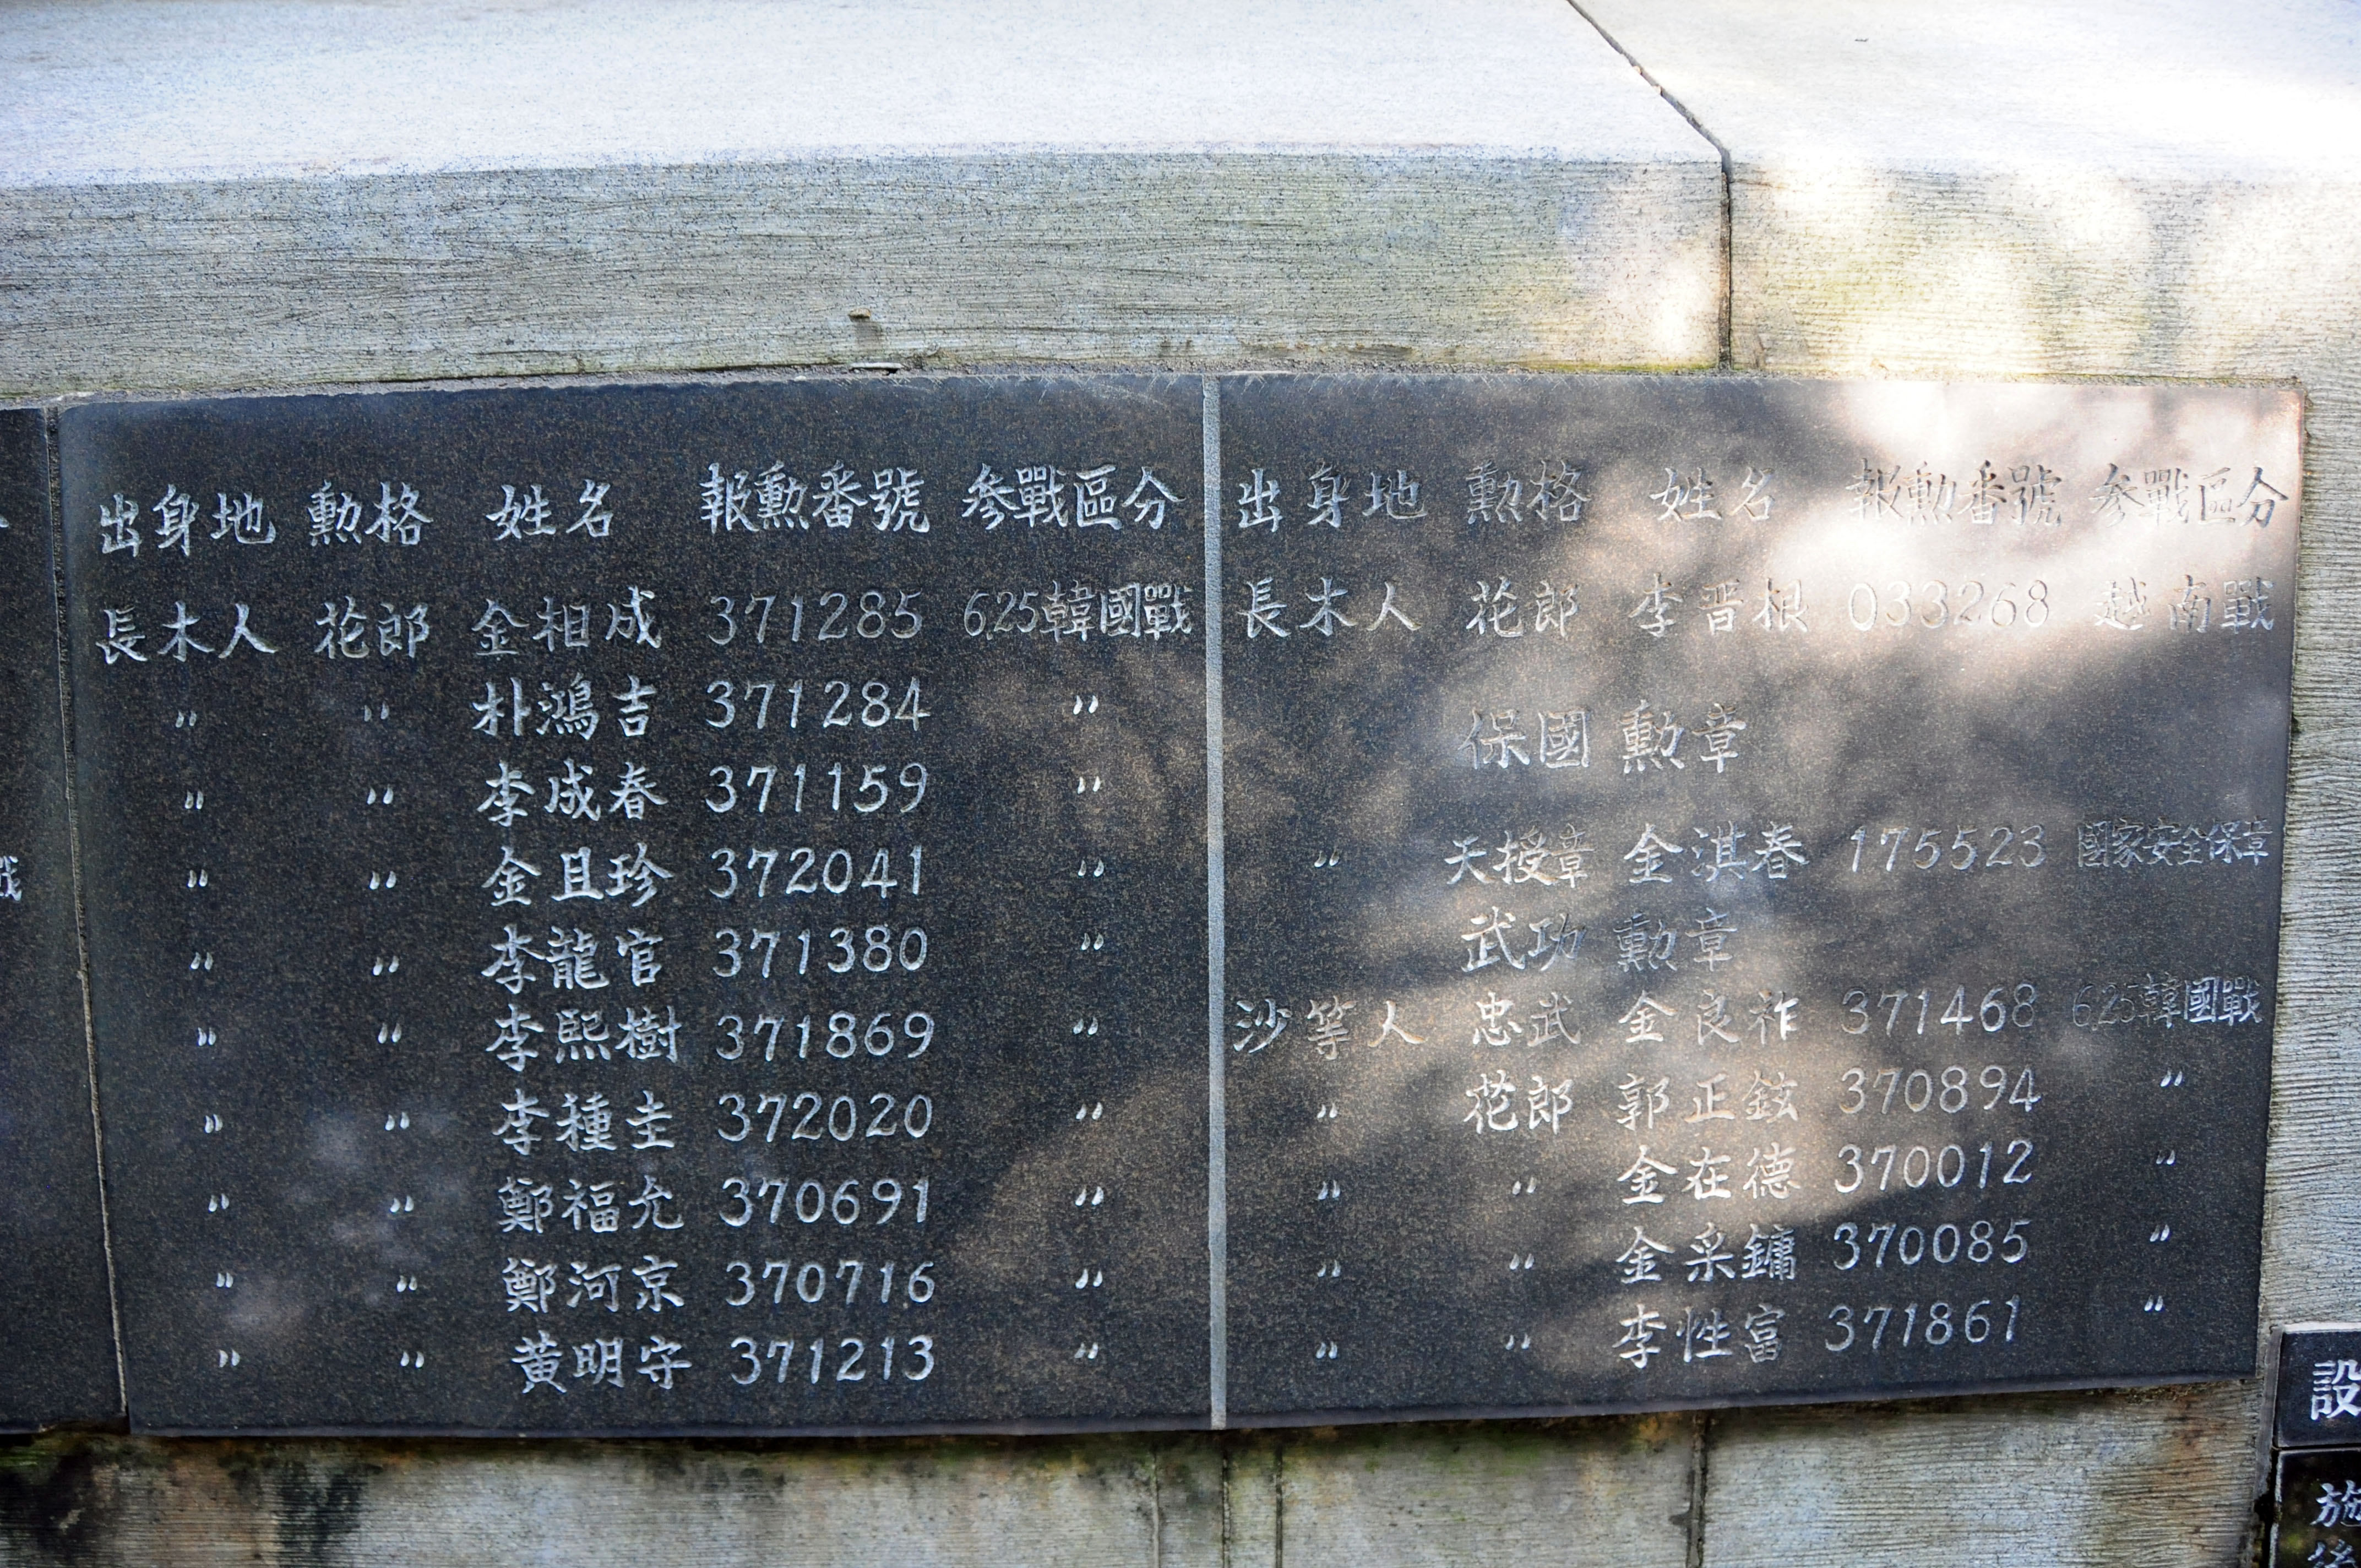 出身地 勳格 姓名 報勳番號 參戰區分
長木人 花郎 金相成 371285 6.25韓國戰
〃 〃 朴鴻吉 371284 〃
〃 〃 李成春 371159 〃
〃 〃 金且珍 372041 〃
〃 〃 李龍官 371380 〃
〃 〃 李熙樹 371869 〃
〃 〃 李種圭 372020 〃
〃 〃 鄭福允 370691 〃
〃 〃 鄭河京 370716 〃
〃 〃 黃明守 371213 〃
出身地 勳格 姓名 報勳番號 參戰區分
長木人 花郎 李晋根 033268 越南戰
保國 勳章
〃 天授章 金淇春 175523 國家安全保章
武功 勳章
沙等人 忠武 金良祚 371468 6.25韓國戰
〃 花郎 郭正鉉 370894 〃
〃 〃 金在德 370012 〃
〃 〃 金采鏞 370085 〃
〃 〃 李性富 371861 〃
戰
設
施